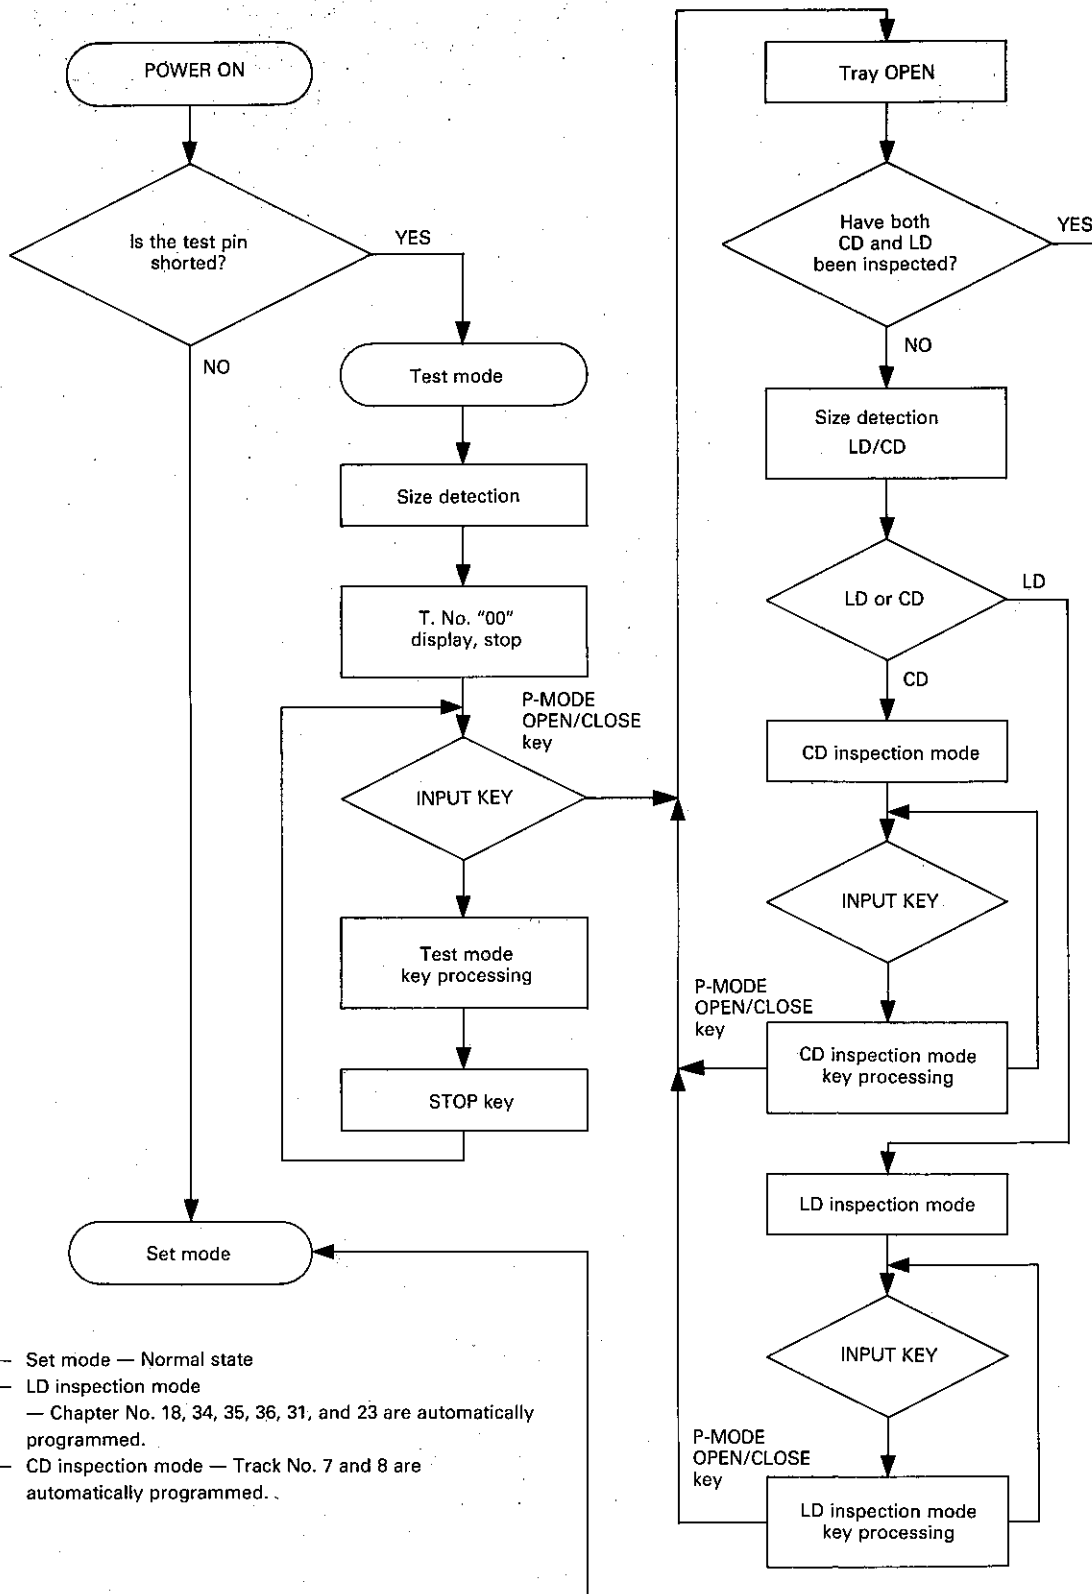 POWER ON
Is the test pin
shorted?
YES
NO
Test mode
Size detection
T. No. "00"
display, stop
P-MODE
OPEN/CLOSE
key
INPUT KEY
Test mode
key processing
STOP key
Set mode
— Set mode — Normal state
— LD inspection mode
— Chapter No. 18, 34, 35, 36, 31, and 23 are automatically
programmed.
— CD inspection mode — Track No. 7 and 8 are
automatically programmed.
Tray OPEN
Have both
CD and LD
been inspected?
YES
NO
Size detection
LD/CD
LD or CD
LD
CD
CD inspection mode
INPUT KEY
P-MODE
OPEN/CLOSE
key
CD inspection mode
key processing
LD inspection mode
INPUT KEY
P-MODE
OPEN/CLOSE
key
LD inspection mode
key processing